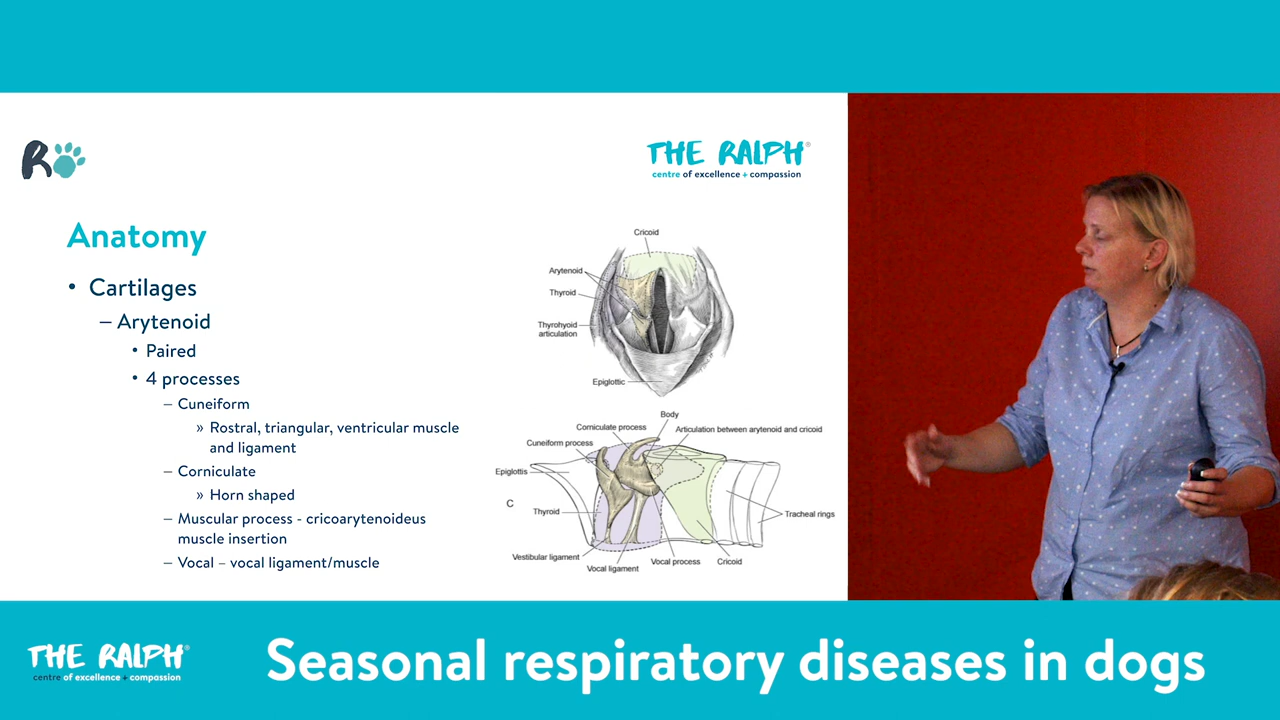 R
THE RALPH®
centre of excellence + compassion
Anatomy
• Cartilages
– Arytenoid
• Paired
• 4 processes
– Cuneiform
» Rostral, triangular, ventricular muscle
and ligament
– Corniculate
» Horn shaped
– Muscular process - cricoarytenoideus
muscle insertion
– Vocal – vocal ligament/muscle
Cricoid
Arytenoid
Thyroid
Thyrohyoid
articulation
Epiglottic
Body
Corniculate process
Articulation between arytenoid and cricoid
Cuneiform process
Epiglottis
C
Thyroid
Tracheal rings
Vestibular ligament
Vocal ligament
Vocal process
Cricoid
THE RALPH®
centre of excellence + compassion
Seasonal respiratory diseases in dogs